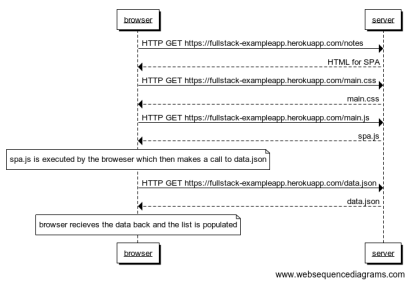 browser
server
HTTP GET https://fullstack-exampleapp.herokuapp.com/notes
HTML for SPA
HTTP GET https://fullstack-exampleapp.herokuapp.com/main.css
main.css
HTTP GET https://fullstack-exampleapp.herokuapp.com/main.js
spa.js
spa.js is executed by the broweser which then makes a call to data.json
HTTP GET https://fullstack-exampleapp.herokuapp.com/data.json
data.json
browser recieves the data back and the list is populated
browser
server
www.websequencediagrams.com